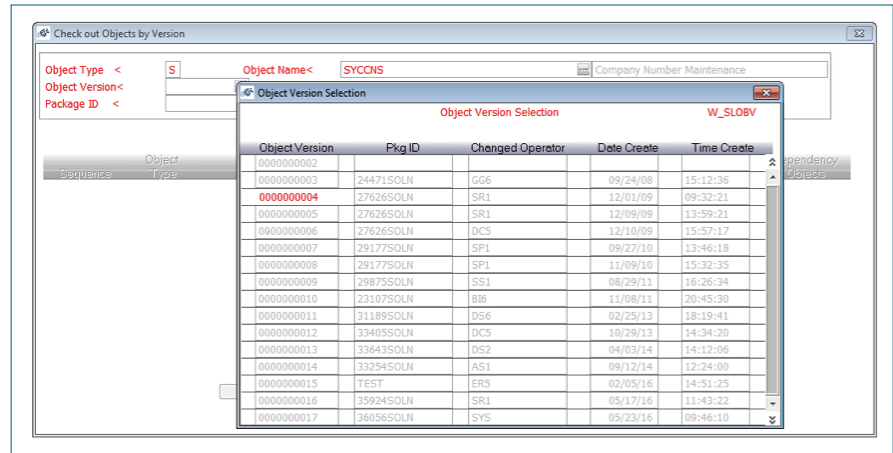 Check out Objects by Version
Object Type < S Object Name< SYCCNS Company Number Maintenance
Object Version<
Package ID <
Object Version Selection
Object Version Selection W_SLOBV
Object Version Pkg ID Changed Operator Date Create Time Create
Object ependency
Sequence Type Objects
0000000002
0000000003 24471SOLN GG6 09/24/08 15:12:36
0000000004 27626SOLN SR1 12/01/09 09:32:21
0000000005 27626SOLN SR1 12/09/09 13:59:21
0000000006 27626SOLN DC5 12/10/09 15:57:17
0000000007 29177SOLN SP1 09/27/10 13:46:18
0000000008 29177SOLN SP1 11/09/10 15:32:35
0000000009 29875SOLN SS1 08/29/11 16:26:34
0000000010 23107SOLN BI6 11/08/11 20:45:30
0000000011 31189SOLN DS6 02/25/13 18:19:41
0000000012 33405SOLN DC5 10/29/13 14:34:20
0000000013 33643SOLN DS2 04/03/14 14:12:06
0000000014 33254SOLN AS1 09/12/14 12:24:00
0000000015 TEST ER5 02/05/16 14:51:25
0000000016 35924SOLN SR1 05/17/16 11:43:22
0000000017 36056SOLN SYS 05/23/16 09:46:10